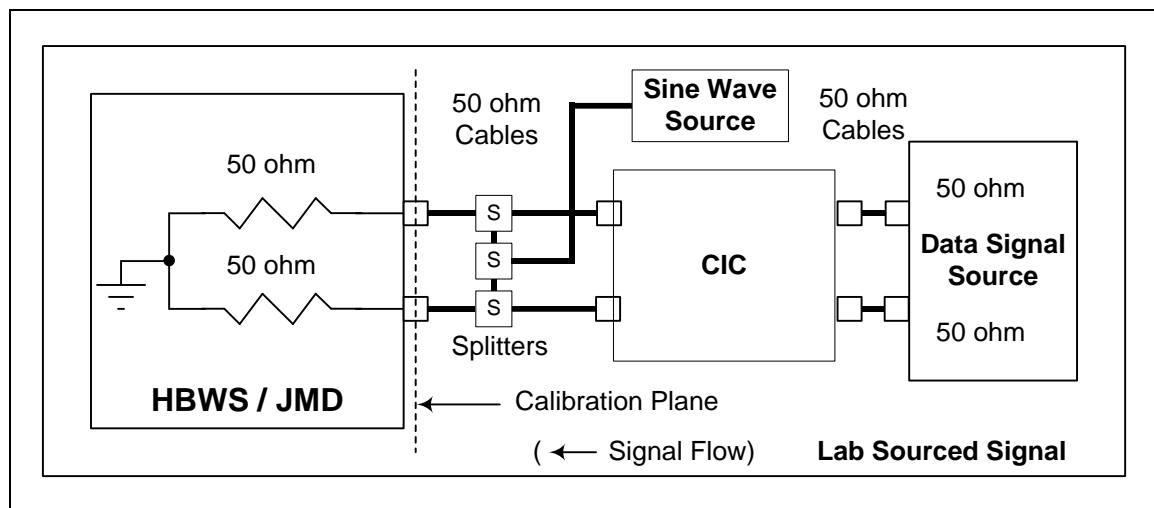 50 ohm
Cables
Sine Wave
Source
50 ohm
Cables
50 ohm
50 ohm
S
S
S
Splitters
CIC
50 ohm
Data Signal
Source
50 ohm
HBWS / JMD
Calibration Plane
( Signal Flow)
Lab Sourced Signal